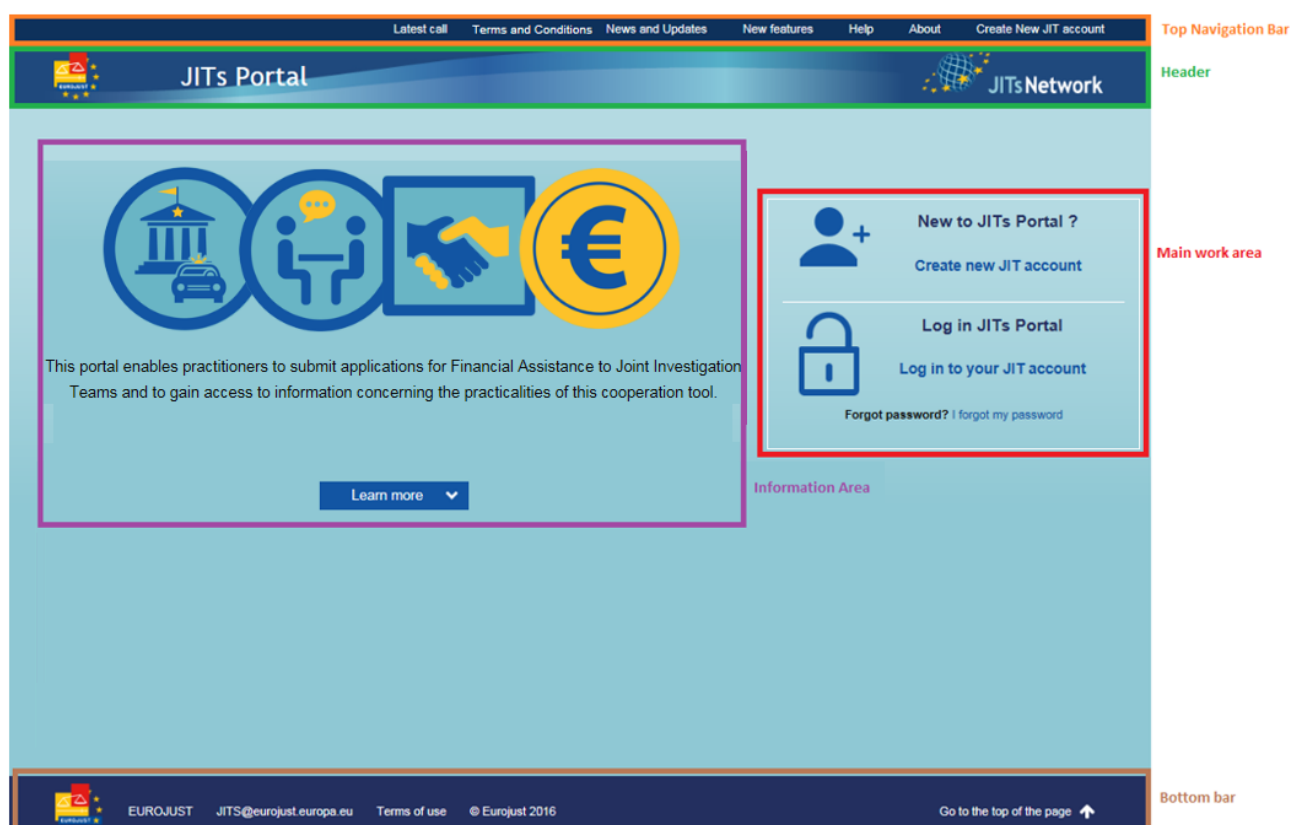 Latest call Terms and Conditions News and Updates New features Help About Create New JIT account
Top Navigation Bar
EUROJUST
JITs Portal
JITsNetwork
Header
This portal enables practitioners to submit applications for Financial Assistance to Joint Investigation
Teams and to gain access to information concerning the practicalities of this cooperation tool.
Learn more
Information Area
New to JITs Portal ?
Create new JIT account
Log in JITs Portal
Log in to your JIT account
Forgot password? I forgot my password
Main work area
EUROJUST
EUROJUST JITS@eurojust.europa.eu Terms of use © Eurojust 2016 Go to the top of the page
Bottom bar